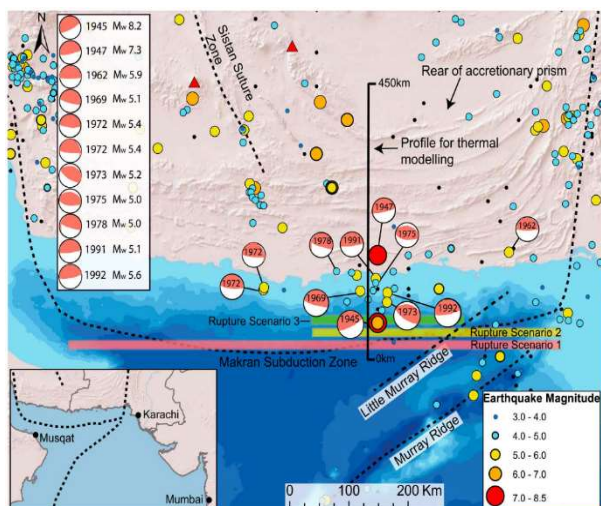 N
1945 Mw 8.2
1947 Mw 7.3
1962 Mw 5.9
1969 Mw 5.1
1972 Mw 5.4
1972 Mw 5.4
1973 Mw 5.2
1975 Mw 5.0
1978 Mw 5.0
1991 Mw 5.1
1992 Mw 5.6
Sistan Suture
Zone
450km
Rear of accretionary prism
Profile for thermal
modelling
1947
1972
1978
1991
1975
1962
1972
1969
1945
1973
1992
Rupture Scenario 3
Rupture Scenario 2
Rupture Scenario 1
Makran Subduction Zone
0km
Little Murray Ridge
Murray Ridge
Karachi
Musqat
Mumbai
0 100 200 Km
Earthquake Magnitude
3.0 - 4.0
4.0 - 5.0
5.0 - 6.0
6.0 - 7.0
7.0 - 8.5